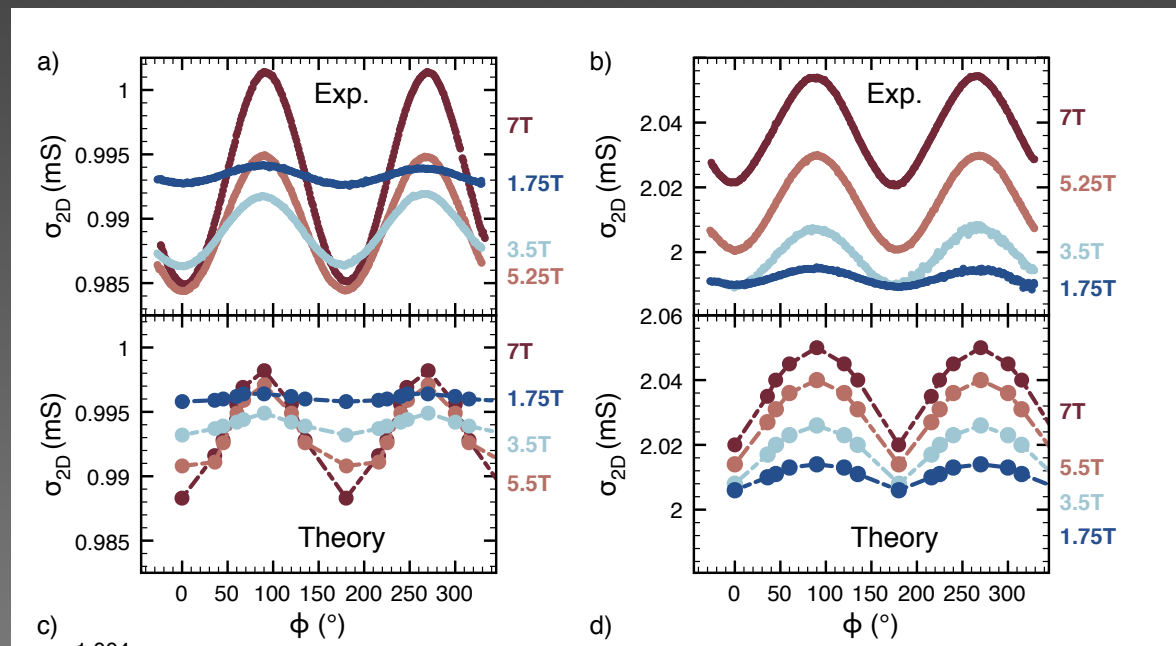 a)
Exp.
σ2D (mS)
1
0.995
0.99
0.985
7T
1.75T
3.5T
5.25T
σ2D (mS)
1
0.995
0.99
0.985
Theory
7T
1.75T
3.5T
5.5T
0 50 100 150 200 250 300
ϕ (°)
b)
Exp.
σ2D (mS)
2.04
2.02
2
7T
5.25T
3.5T
1.75T
σ2D (mS)
2.06
2.04
2.02
2
Theory
7T
5.5T
3.5T
1.75T
0 50 100 150 200 250 300
ϕ (°)
c)
d)